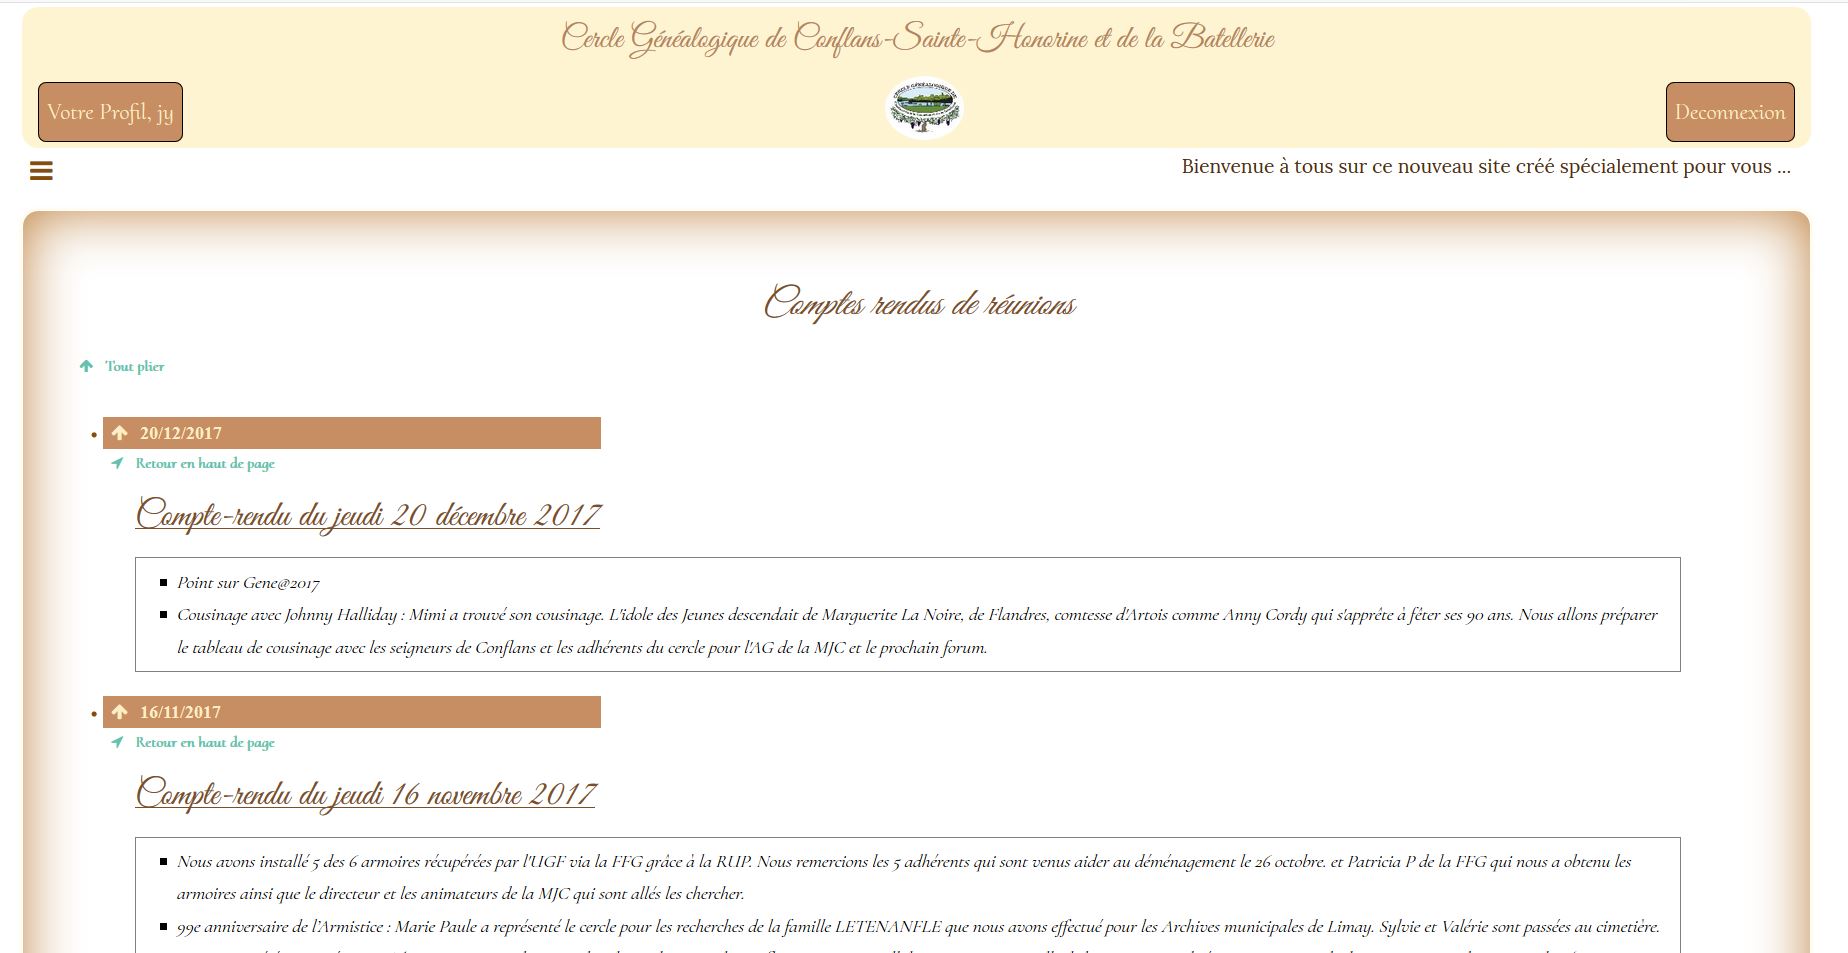 Cercle Généalogique de Conflans-Sainte-Honorine et de la Batellerie
Votre Profil, jy
CERCLE GÉNÉALOGIQUE DE
Deconnexion
Bienvenue à tous sur ce nouveau site créé spécialement pour vous ...
Comptes rendus de réunions
Tout plier
20/12/2017
Retour en haut de page
Compte-rendu du jeudi 20 décembre 2017
Point sur Gene@2017
Cousinage avec Johnny Halliday : Mimi a trouvé son cousinage. L'idole des Jeunes descendait de Marguerite La Noire, de Flandres, comtesse d'Artois comme Anny Cordy qui s'apprête à fêter ses 90 ans. Nous allons préparer
le tableau de cousinage avec les seigneurs de Conflans et les adhérents du cercle pour l'AG de la MJC et le prochain forum.
16/11/2017
Retour en haut de page
Compte-rendu du jeudi 16 novembre 2017
Nous avons installé 5 des 6 armoires récupérées par l'UGF via la FFG grâce à la RUP. Nous remercions les 5 adhérents qui sont venus aider au déménagement le 26 octobre. et Patricia P de la FFG qui nous a obtenu les
armoires ainsi que le directeur et les animateurs de la MJC qui sont allés les chercher.
99e anniversaire de l'Armistice : Marie Paule a représenté le cercle pour les recherches de la famille LETENANFLE que nous avons effectué pour les Archives municipales de Limay. Sylvie et Valérie sont passées au cimetière.